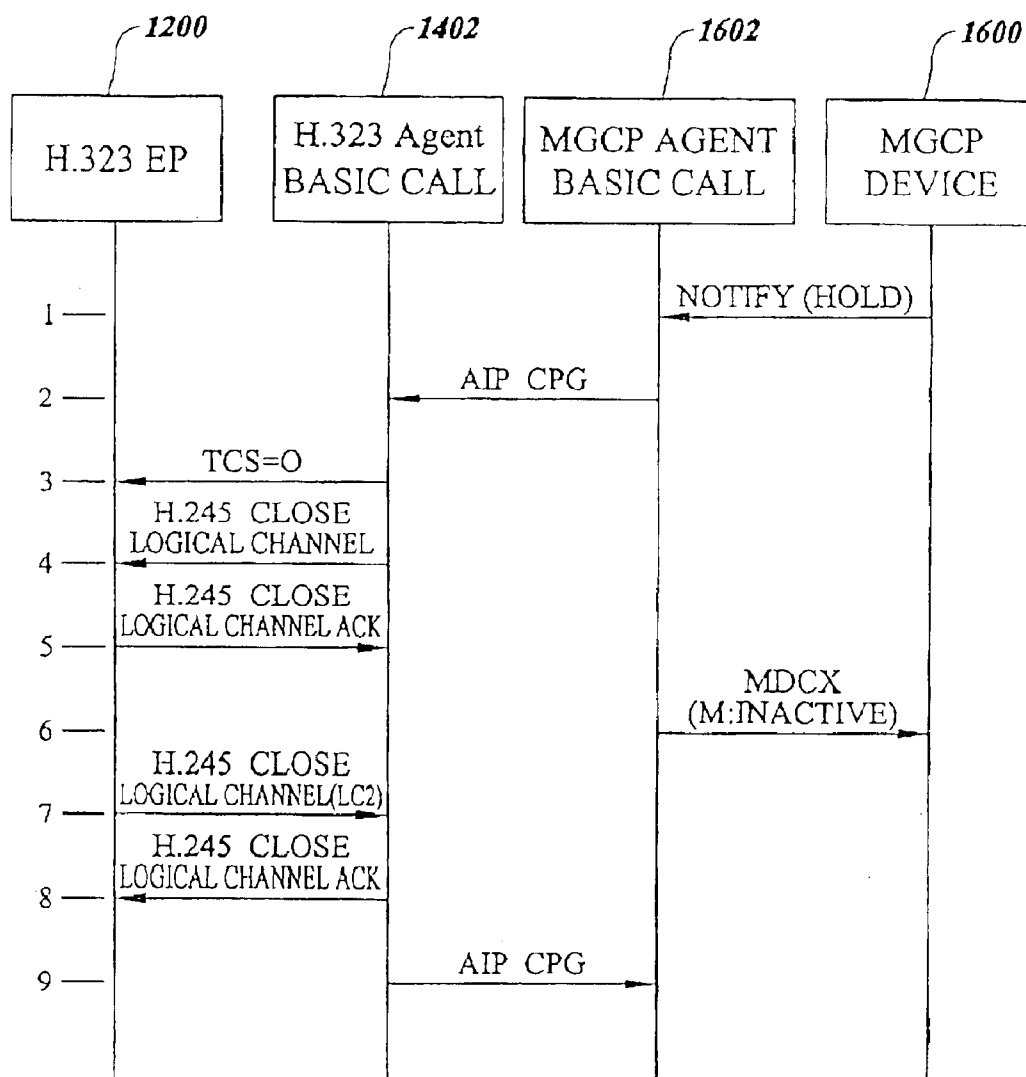 1200
1402
1602
1600
H.323 EP
H.323 Agent
BASIC CALL
MGCP AGENT
BASIC CALL
MGCP
DEVICE
1
NOTIFY (HOLD)
2
AIP CPG
3
TCS=O
H.245 CLOSE
LOGICAL CHANNEL
4
H.245 CLOSE
LOGICAL CHANNEL ACK
5
MDCX
(M:INACTIVE)
6
H.245 CLOSE
LOGICAL CHANNEL(LC2)
7
H.245 CLOSE
LOGICAL CHANNEL ACK
8
AIP CPG
9